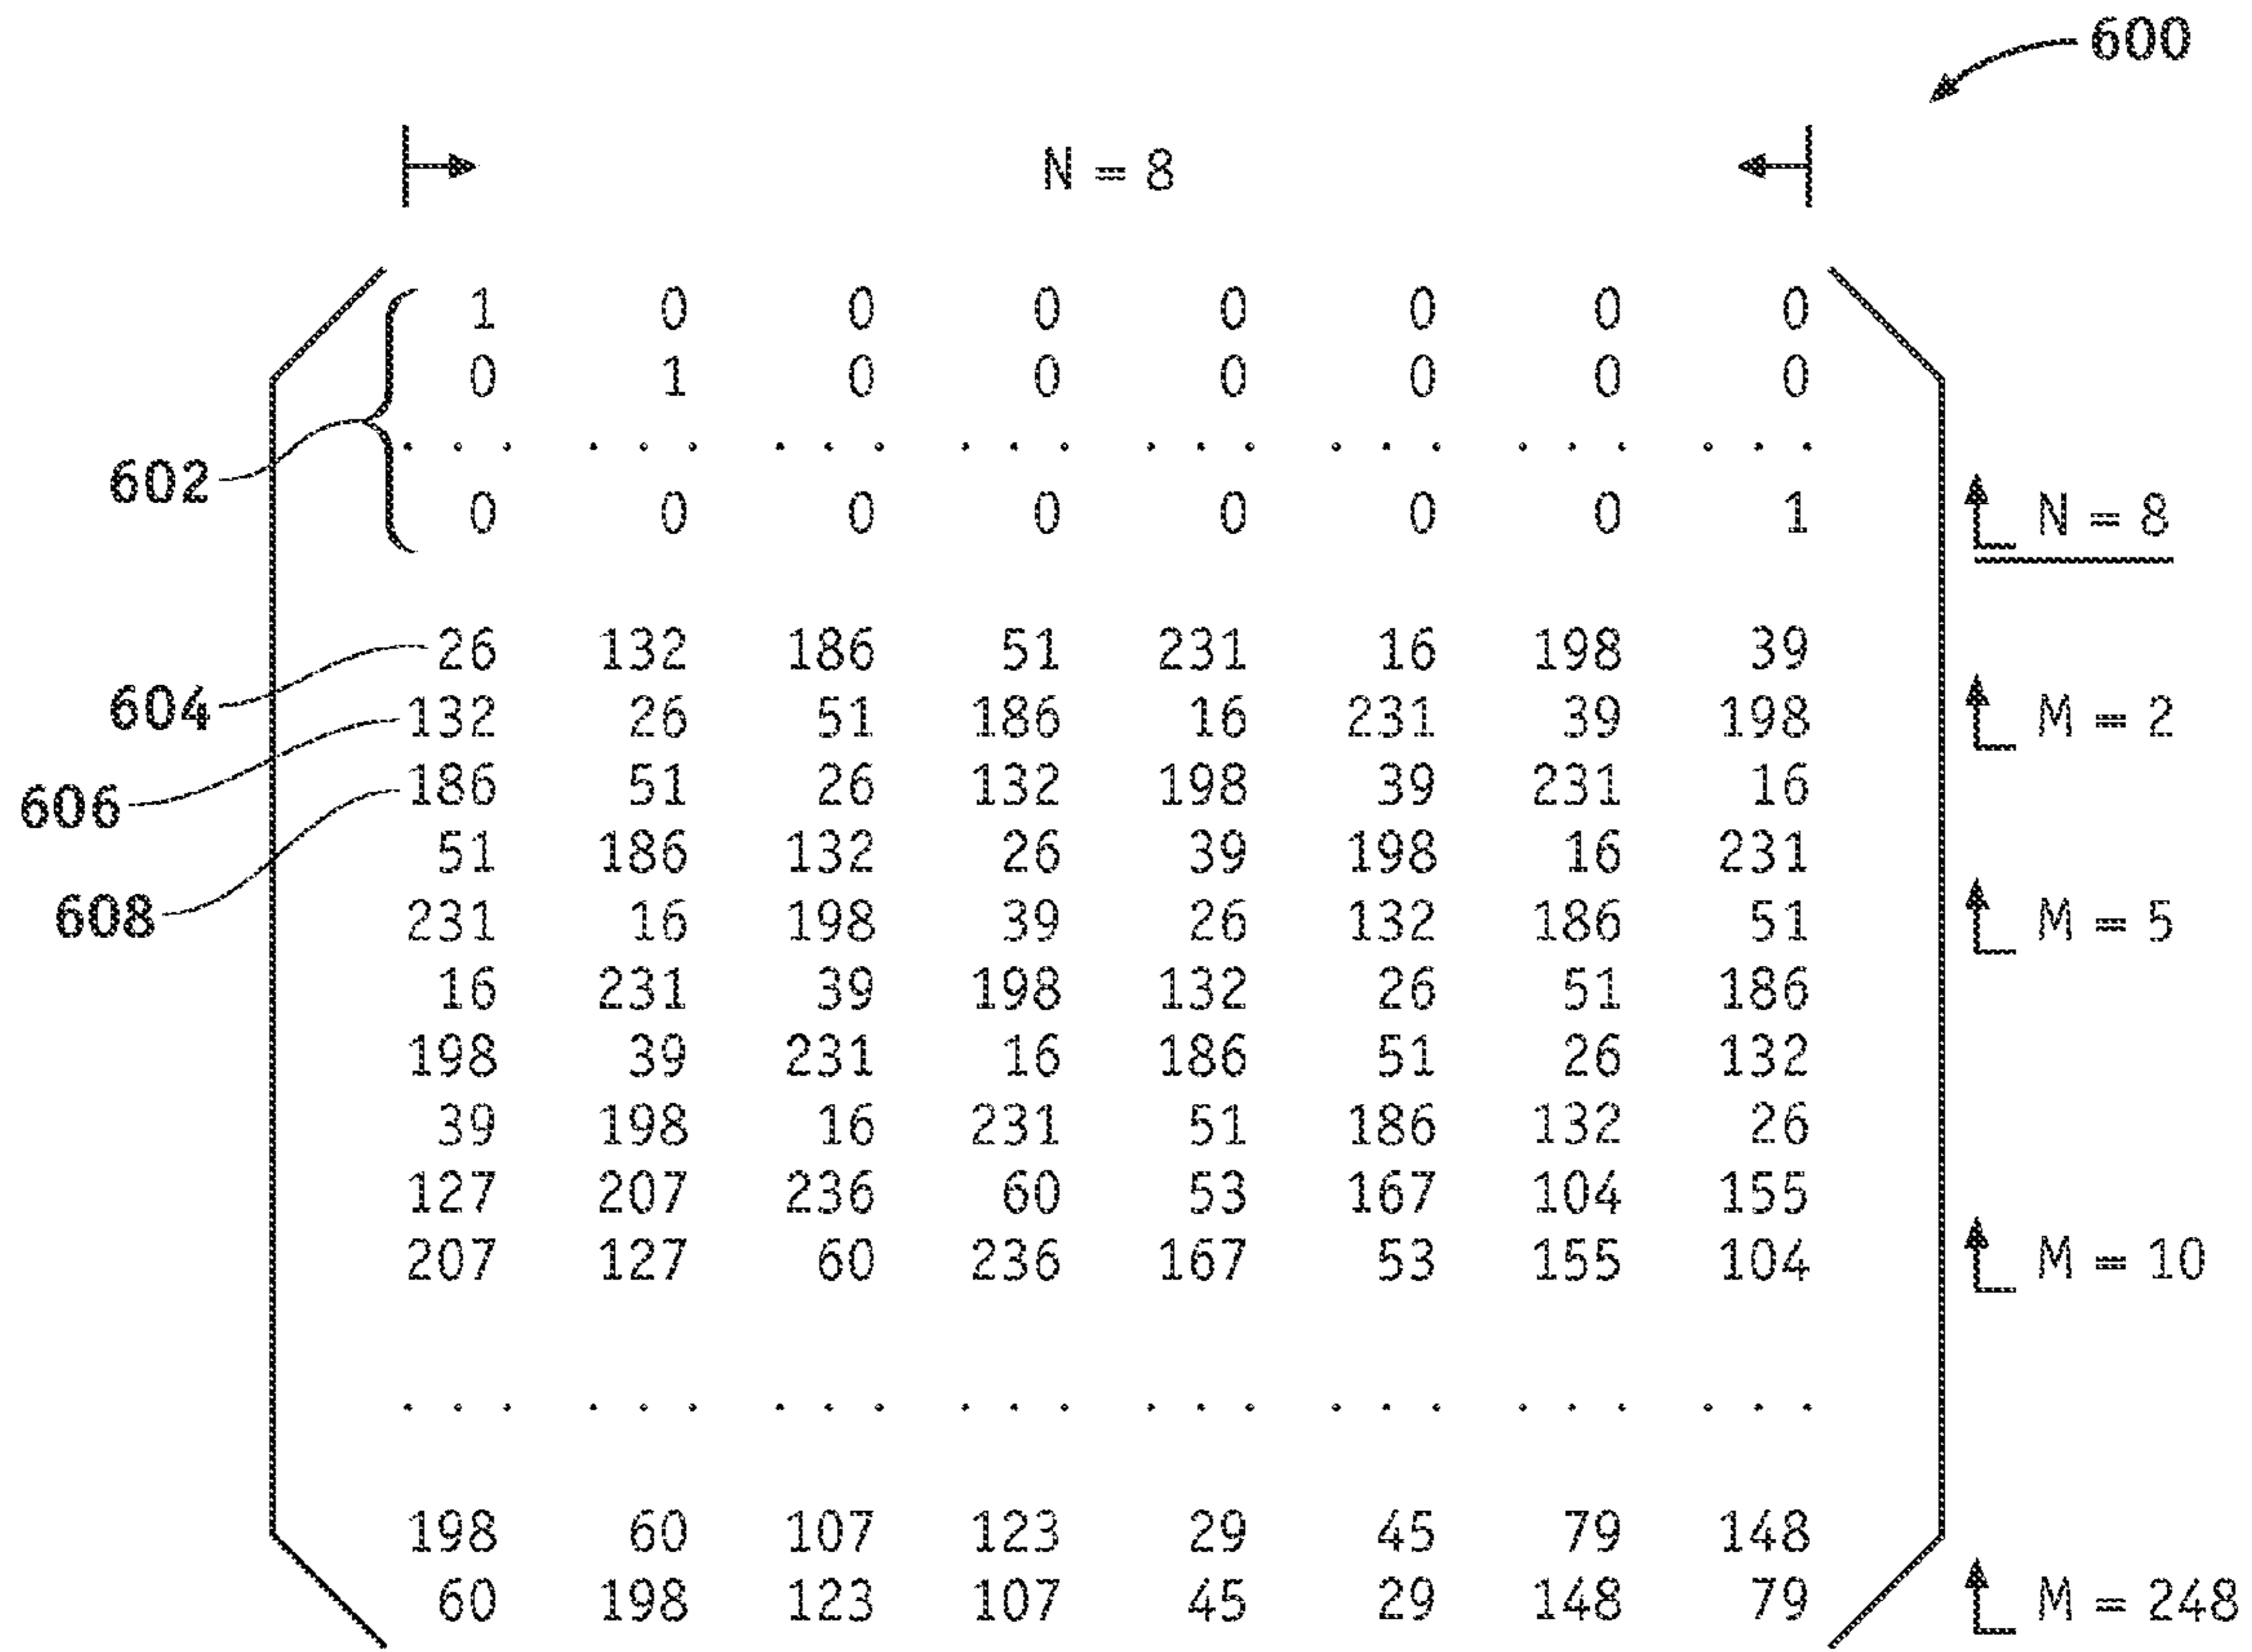 600
N = 8
1 0 0 0 0 0 0 0
0 1 0 0 0 0 0 0
. . . . . . . . . . . . . . . . . . . . . . . .
602
0 0 0 0 0 0 0 1 N = 8
26 132 186 51 231 16 198 39
604
132 26 51 186 16 231 39 198 M = 2
606
186 51 26 132 198 39 231 16
51 186 132 26 39 198 16 231
608
231 16 198 39 26 132 186 51 M = 5
16 231 39 198 132 26 51 186
198 39 231 16 186 51 26 132
39 198 16 231 51 186 132 26
127 207 236 60 53 167 104 155
207 127 60 236 167 53 155 104 M = 10
. . . . . . . . . . . . . . . . . . . . . . . .
198 60 107 123 29 45 79 148
60 198 123 107 45 29 148 79 M = 248